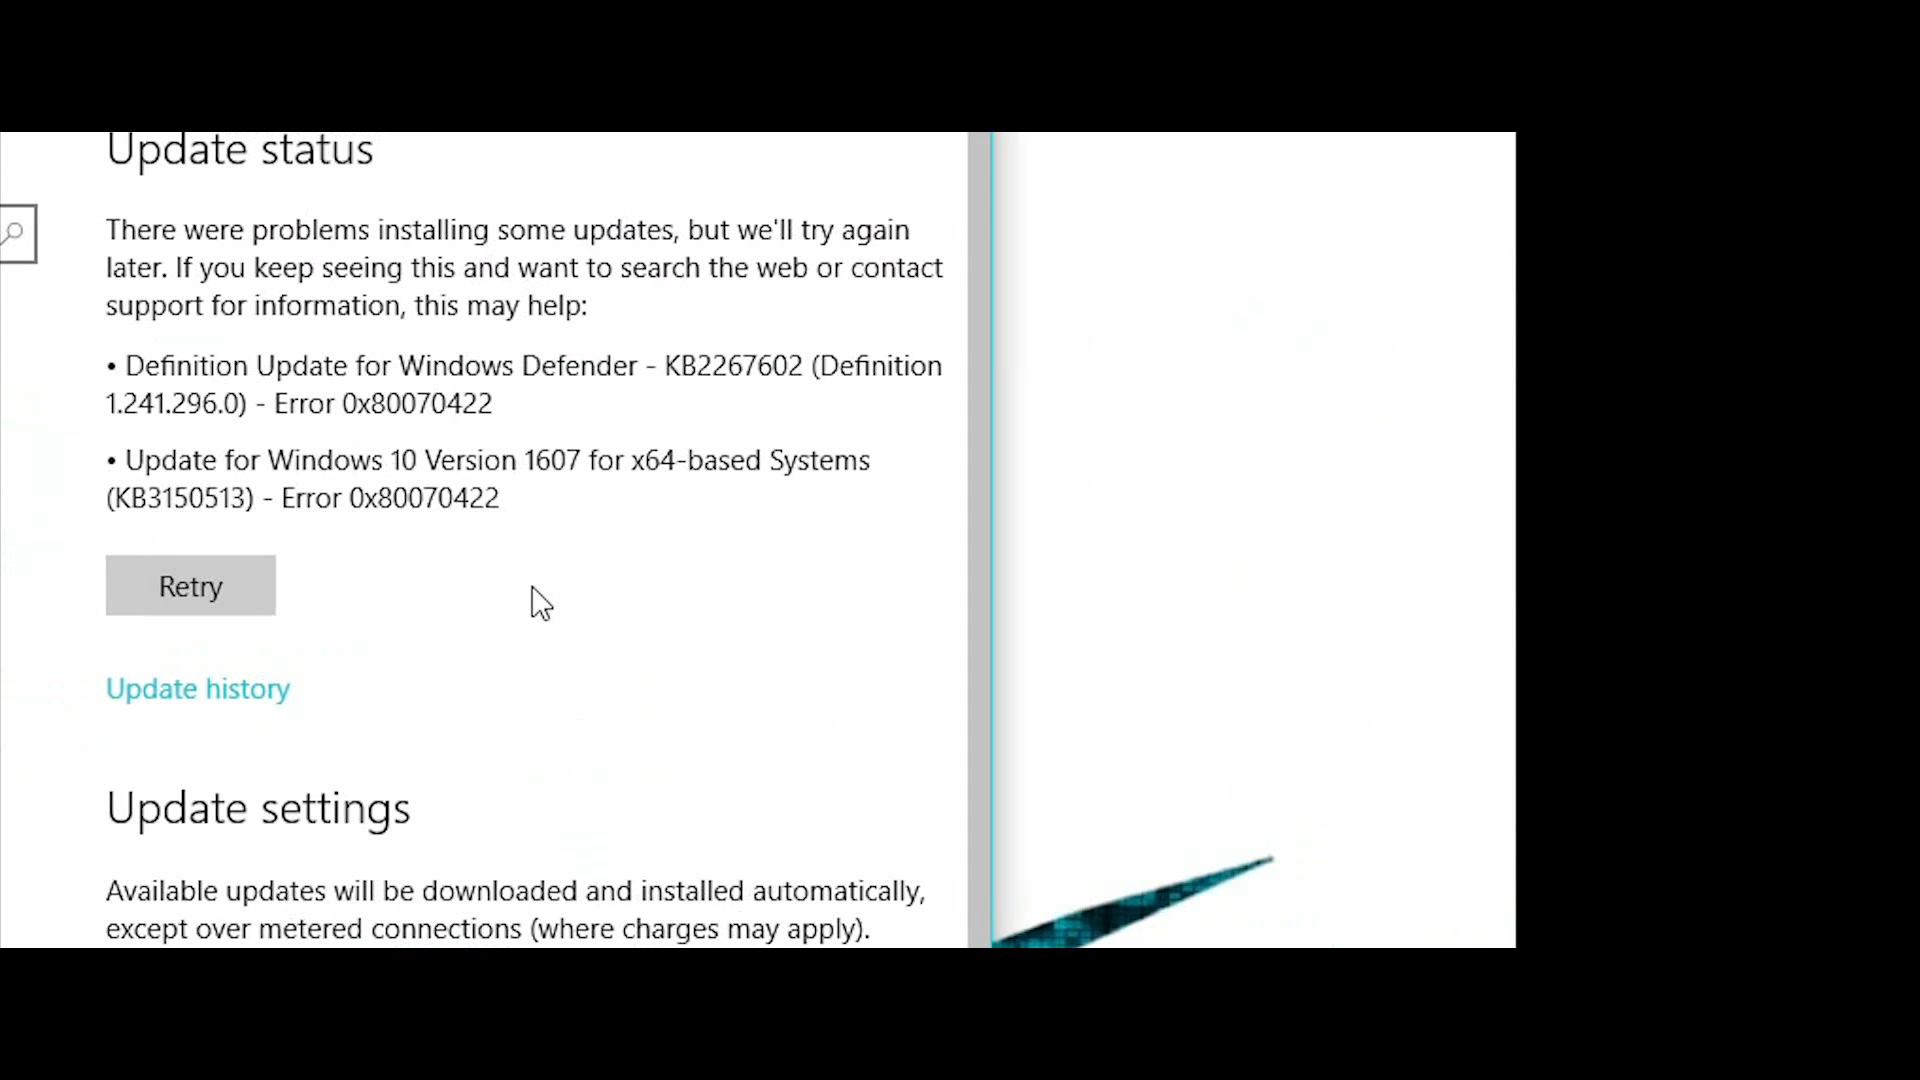 Update status
There were problems installing some updates, but we'll try again
later. If you keep seeing this and want to search the web or contact
support for information, this may help:
• Definition Update for Windows Defender - KB2267602 (Definition
1.241.296.0) - Error 0x80070422
• Update for Windows 10 Version 1607 for x64-based Systems
(KB3150513) - Error 0x80070422
Retry
Update history
Update settings
Available updates will be downloaded and installed automatically,
except over metered connections (where charges may apply).